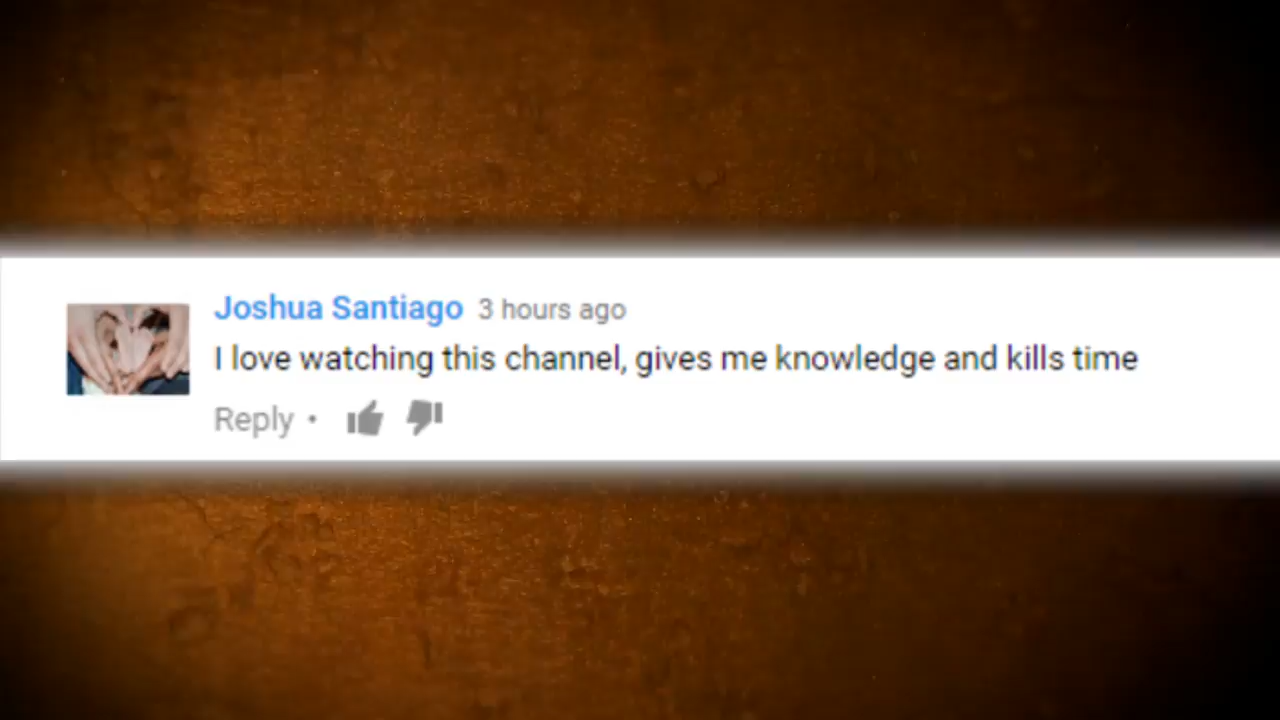 Joshua Santiago 3 hours ago
I love watching this channel, gives me knowledge and kills time
Reply •